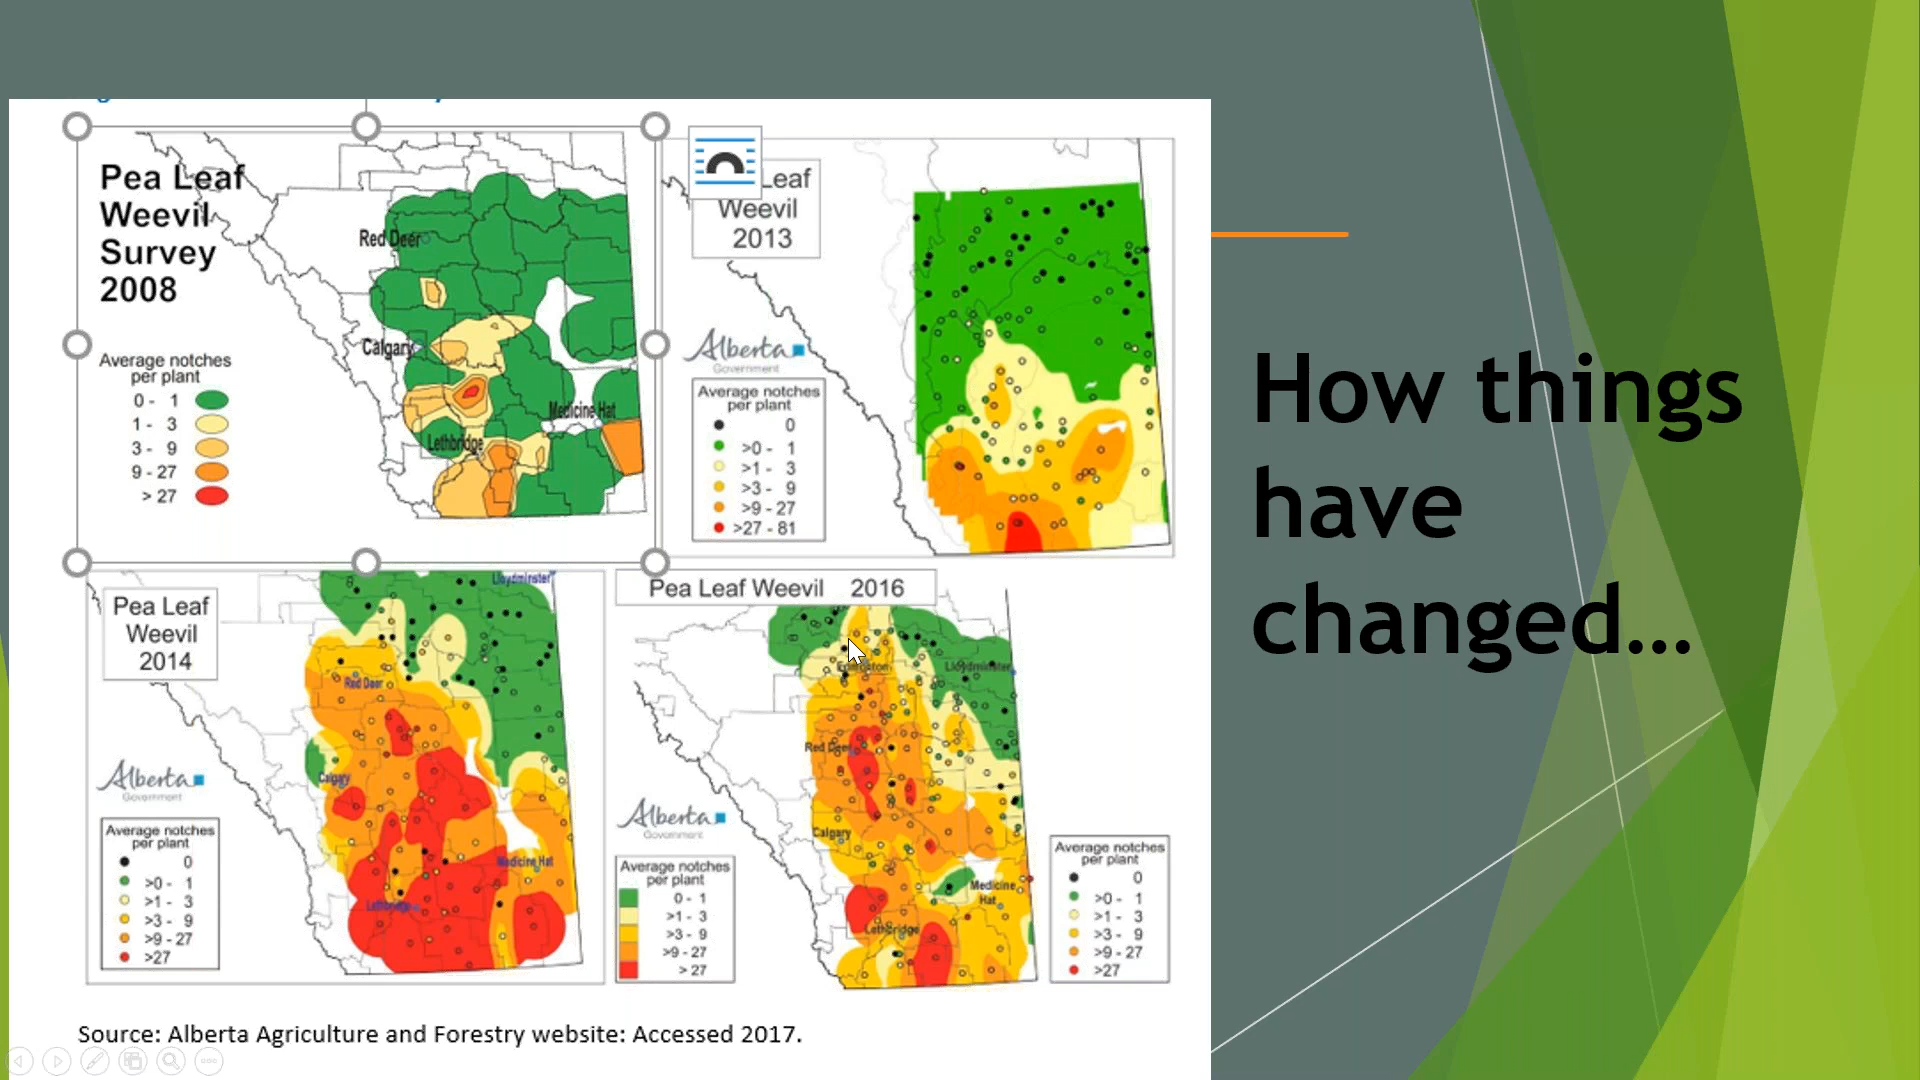 Pea Leaf
Weevil
Survey
2008
Red Deer
Calgary
Medicine Hat
Lethbridge
Average notches
per plant
0 - 1
1 - 3
3 - 9
9 - 27
> 27
Leaf
Weevil
2013
Alberta
Government
Average notches
per plant
0
>0 - 1
>1 - 3
>3 - 9
>9 - 27
>27 - 81
Pea Leaf
Weevil
2014
Lloydminster
Red Deer
Calgary
Medicine Hat
Lethbridge
Alberta
Government
Average notches
per plant
0
>0 - 1
>1 - 3
>3 - 9
>9 - 27
>27
Pea Leaf Weevil 2016
Edmonton
Lloydminster
Red Deer
Calgary
Medicine
Hat
Lethbridge
Alberta
Government
Average notches
per plant
0 - 1
>1 - 3
>3 - 9
>9 - 27
> 27
Average notches
per plant
0
>0 - 1
>1 - 3
>3 - 9
>9 - 27
>27
Source: Alberta Agriculture and Forestry website: Accessed 2017.
How things
have
changed...